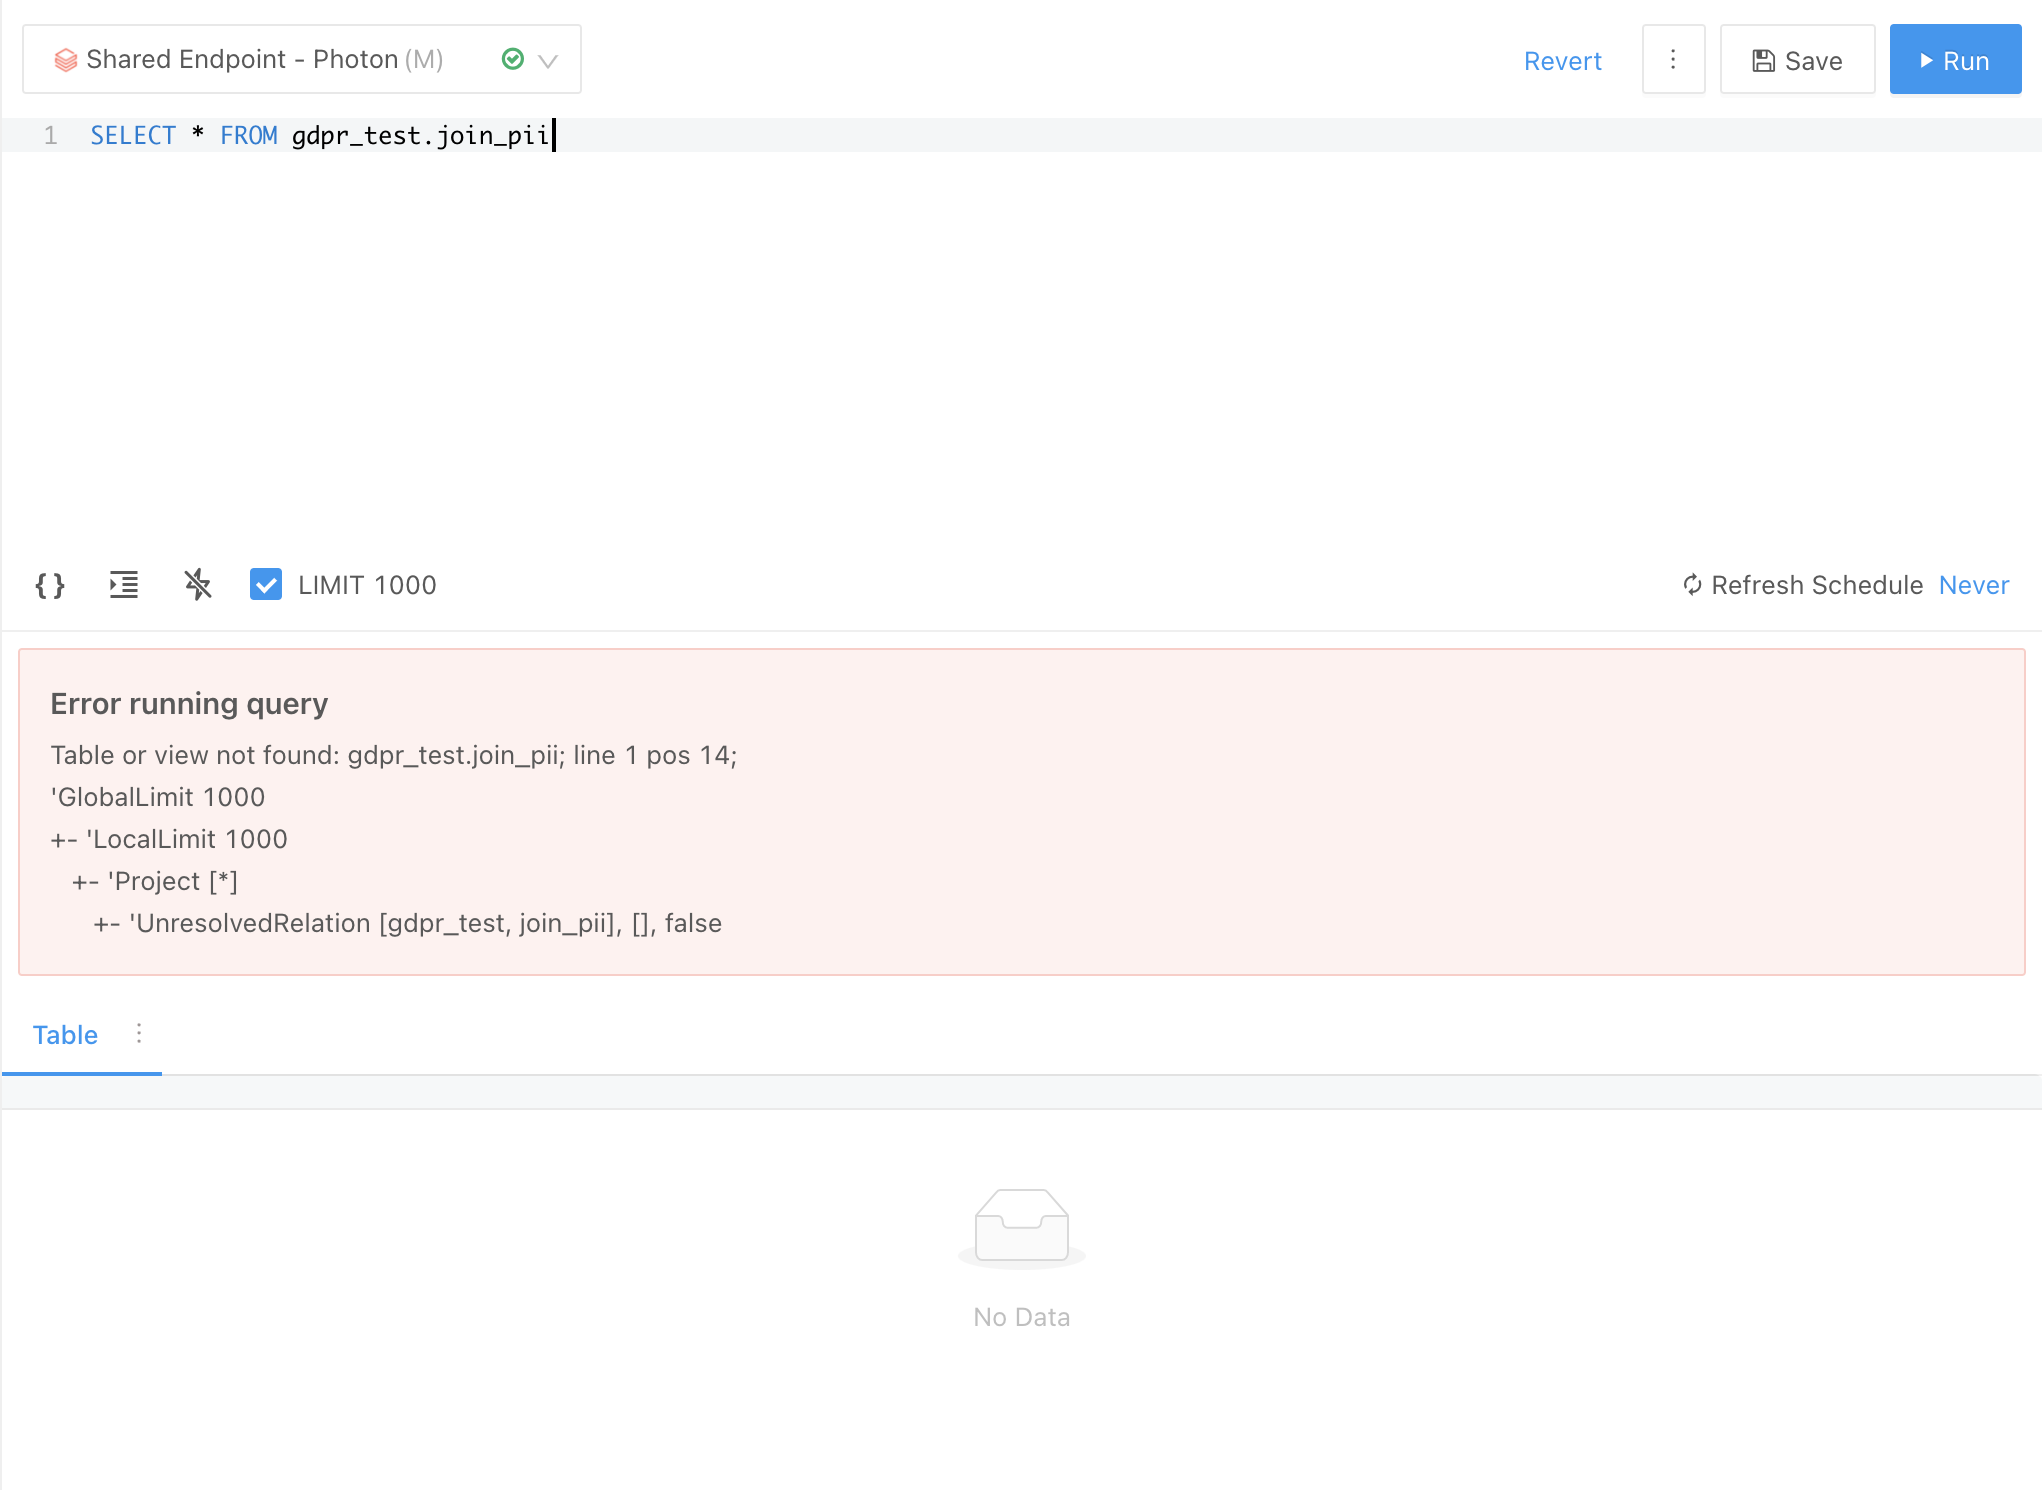 Shared Endpoint - Photon (M)
Revert
Save
Run
1 SELECT * FROM gdpr_test.join_pii
{} LIMIT 1000
Refresh Schedule Never
Error running query
Table or view not found: gdpr_test.join_pii; line 1 pos 14;
'GlobalLimit 1000
+- 'LocalLimit 1000
   +- 'Project [*]
      +- 'UnresolvedRelation [gdpr_test, join_pii], [], false
Table
No Data